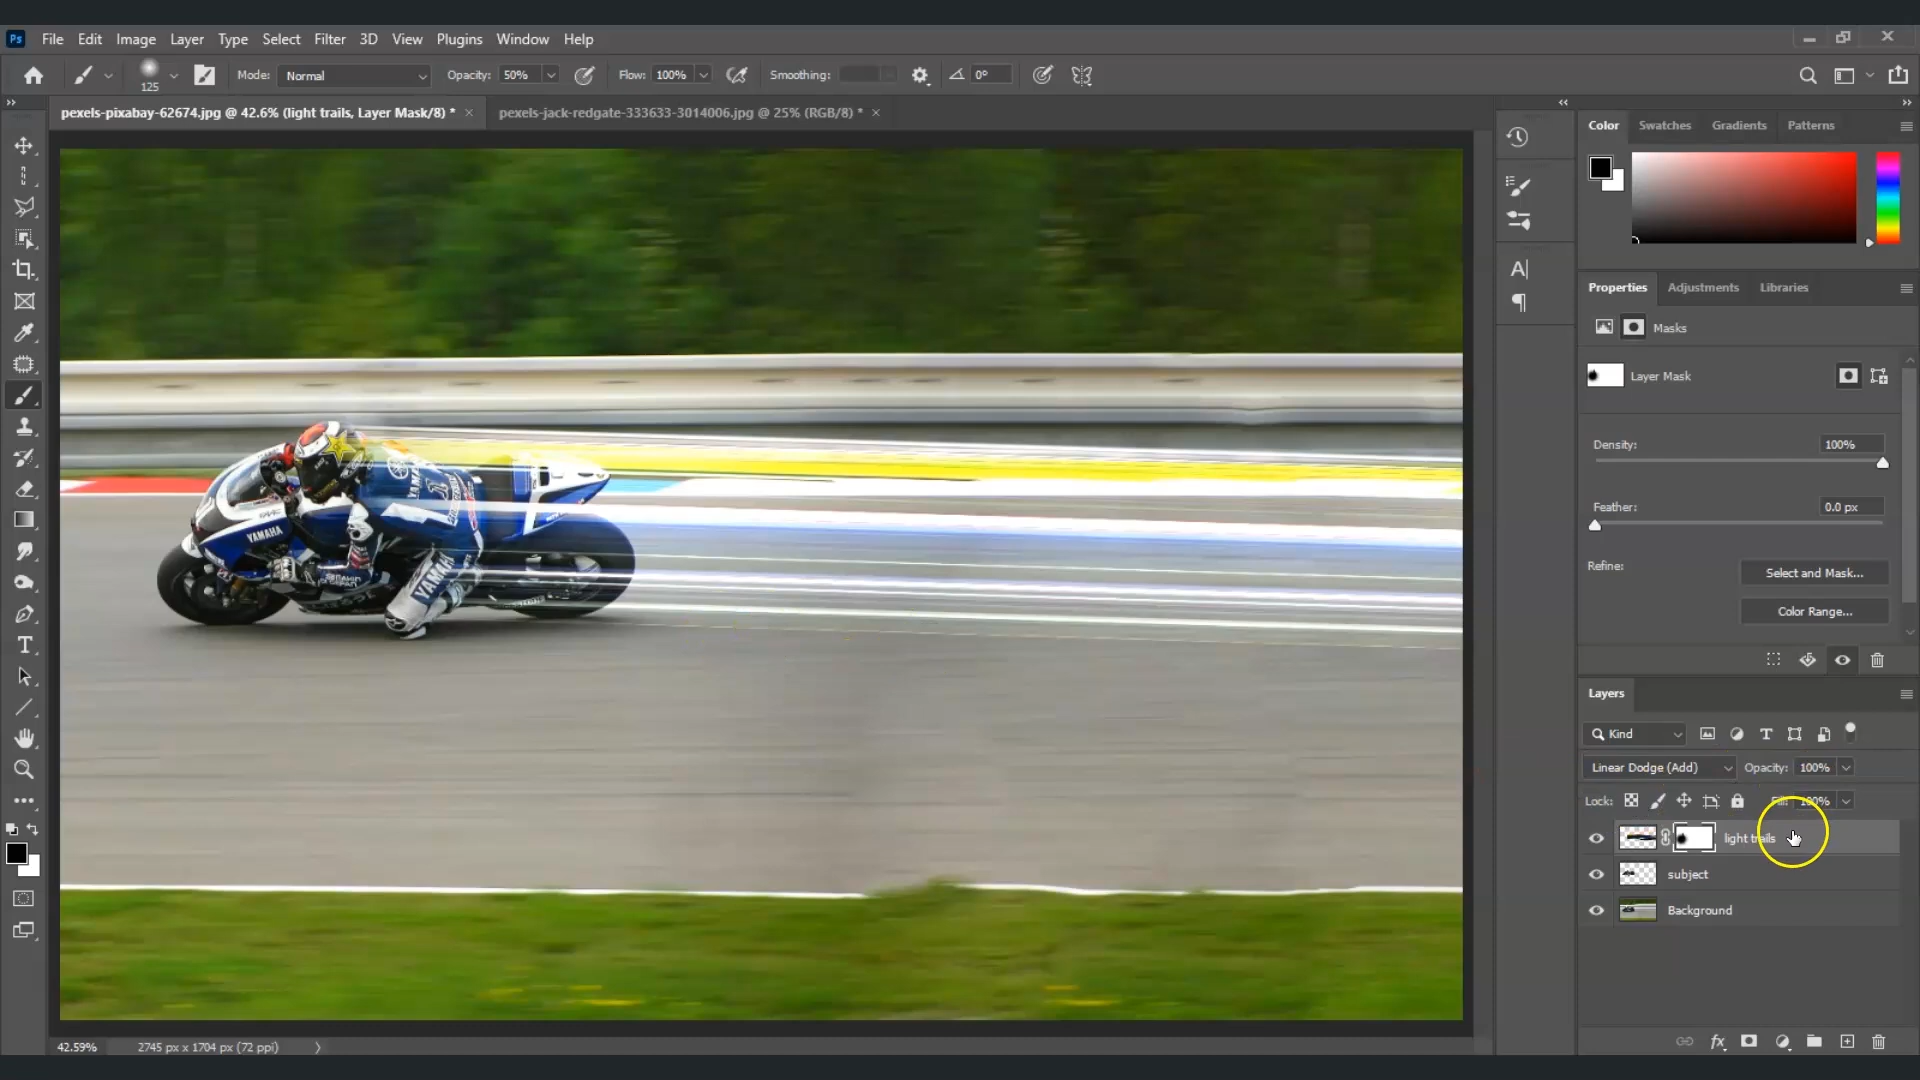 Ps File Edit Image Layer Type Select Filter 3D View Plugins Window Help
125 Mode: Normal Opacity: 50% Flow: 100% Smoothing: 0°
pexels-pixabay-62674.jpg @ 42.6% (light trails, Layer Mask/8) * × pexels-jack-redgate-333633-3014006.jpg @ 25% (RGB/8) * ×
Color Swatches Gradients Patterns
Properties Adjustments Libraries
Masks
Layer Mask
Density: 100%
Feather: 0.0 px
Refine: Select and Mask...
Color Range...
YAMAHA
YAMAHA
1
Layers
Kind
Linear Dodge (Add) Opacity: 100%
Lock: Fill: 100%
light trails
subject
Background
42.59% 2745 px x 1704 px (72 ppi)